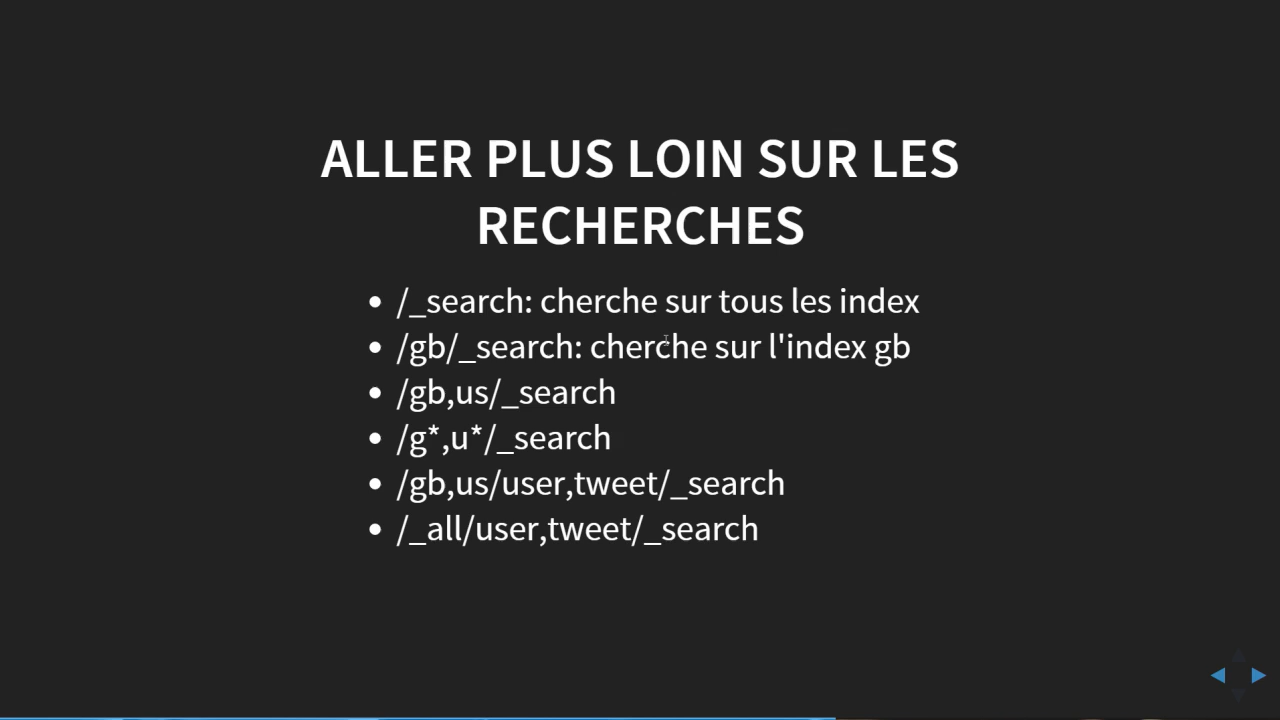 ALLER PLUS LOIN SUR LES
RECHERCHES
/_search: cherche sur tous les index
/gb/_search: cherche sur l'index gb
/gb,us/_search
/g*,u*/_search
/gb,us/user,tweet/_search
/_all/user,tweet/_search